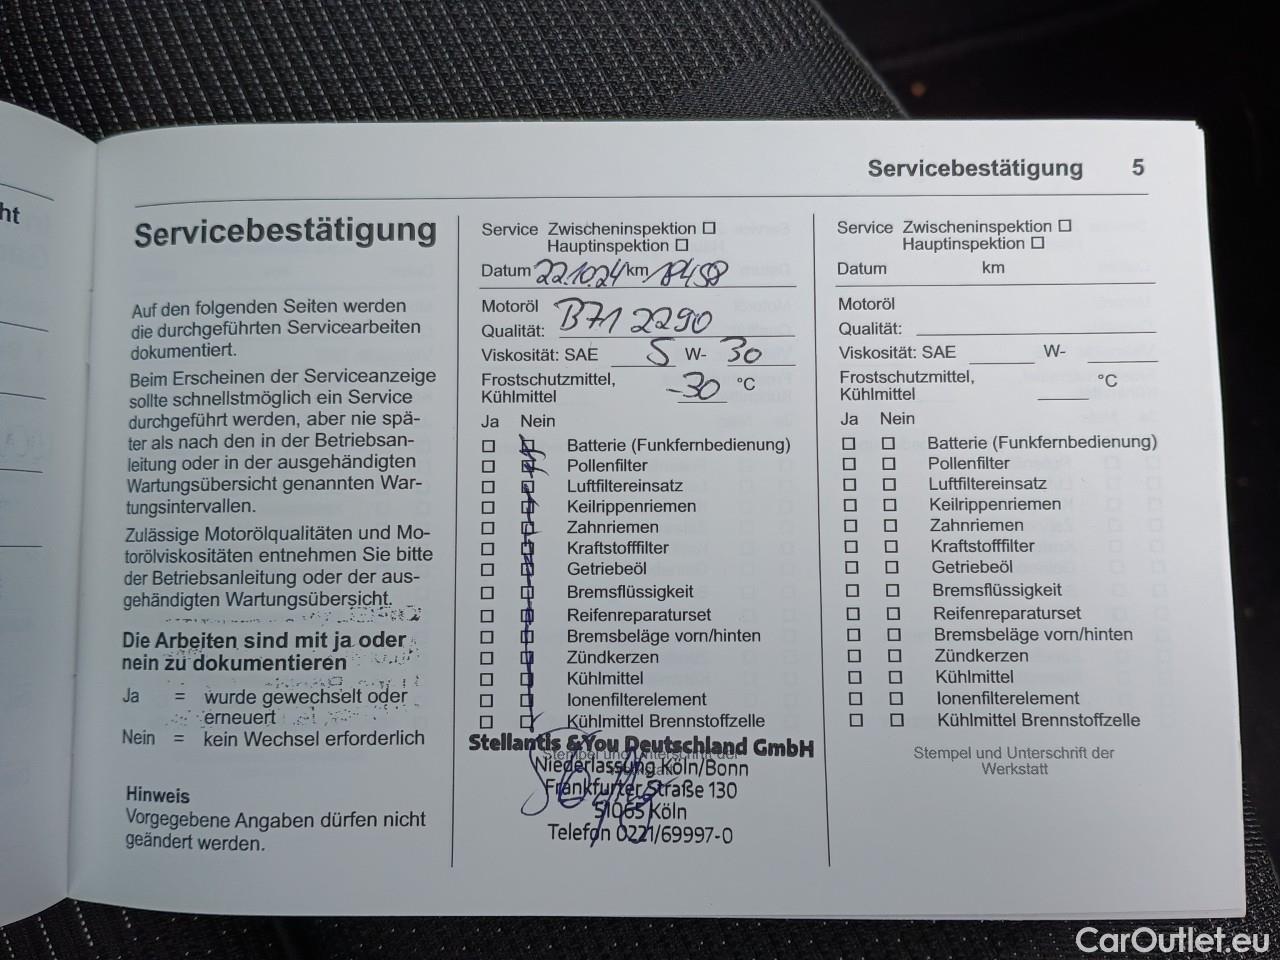 ht
Servicebestätigung 5
Servicebestätigung
Auf den folgenden Seiten werden
die durchgeführten Servicearbeiten
dokumentiert.
Beim Erscheinen der Serviceanzeige
sollte schnellstmöglich ein Service
durchgeführt werden, aber nie spä-
ter als nach den in der Betriebsan-
leitung oder in der ausgehändigten
Wartungsübersicht genannten War-
tungsintervallen.
Zulässige Motorölqualitäten und Mo-
torölviskositäten entnehmen Sie bitte
der Betriebsanleitung oder der aus-
gehändigten Wartungsübersicht.
Die Arbeiten sind mit ja oder
nein zu dokumentieren
Ja = wurde gewechselt oder
erneuert
Nein = kein Wechsel erforderlich
Hinweis
Vorgegebene Angaben dürfen nicht
geändert werden.
Service Zwischeninspektion ☐
Hauptinspektion ☐
Datum 22.10.24 km 18458
Motoröl
Qualität: B71 2290
Viskosität: SAE 5 W- 30
Frostschutzmittel,
Kühlmittel -30 °C
Ja Nein
Batterie (Funkfernbedienung)
Pollenfilter
Luftfiltereinsatz
Keilrippenriemen
Zahnriemen
Kraftstofffilter
Getriebeöl
Bremsflüssigkeit
Reifenreparaturset
Bremsbeläge vorn/hinten
Zündkerzen
Kühlmittel
Ionenfilterelement
Kühlmittel Brennstoffzelle
Stellantis &You Deutschland GmbH
Stempel und Unterschrift der
Werkstatt
Niederlassung Köln/Bonn
Frankfurter Straße 130
51065 Köln
Telefon 0221/69997-0
Service Zwischeninspektion ☐
Hauptinspektion ☐
Datum km
Motoröl
Qualität:
Viskosität: SAE W-
Frostschutzmittel,
Kühlmittel °C
Ja Nein
Batterie (Funkfernbedienung)
Pollenfilter
Luftfiltereinsatz
Keilrippenriemen
Zahnriemen
Kraftstofffilter
Getriebeöl
Bremsflüssigkeit
Reifenreparaturset
Bremsbeläge vorn/hinten
Zündkerzen
Kühlmittel
Ionenfilterelement
Kühlmittel Brennstoffzelle
Stempel und Unterschrift der
Werkstatt
CarOutlet.eu